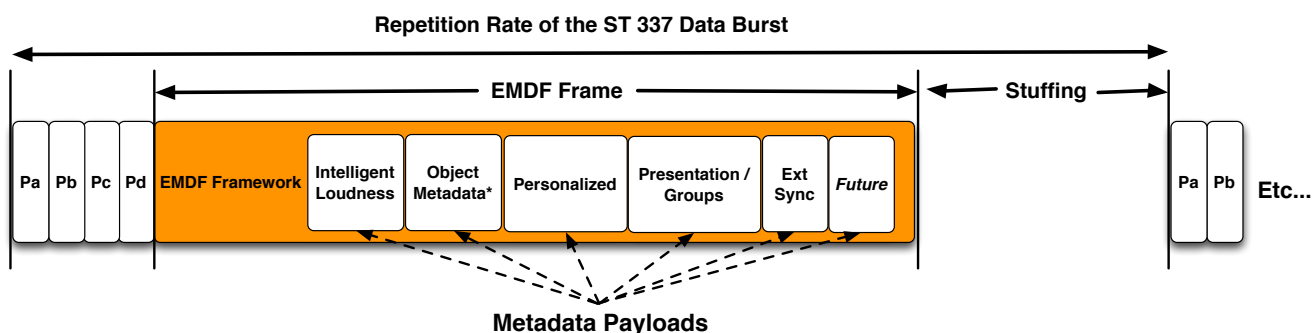 Repetition Rate of the ST 337 Data Burst
EMDF Frame
Stuffing
Pa
Pb
Pc
Pd
EMDF Framework
Intelligent
Loudness
Object
Metadata*
Personalized
Presentation /
Groups
Ext
Sync
Future
Pa
Pb
Etc...
Metadata Payloads